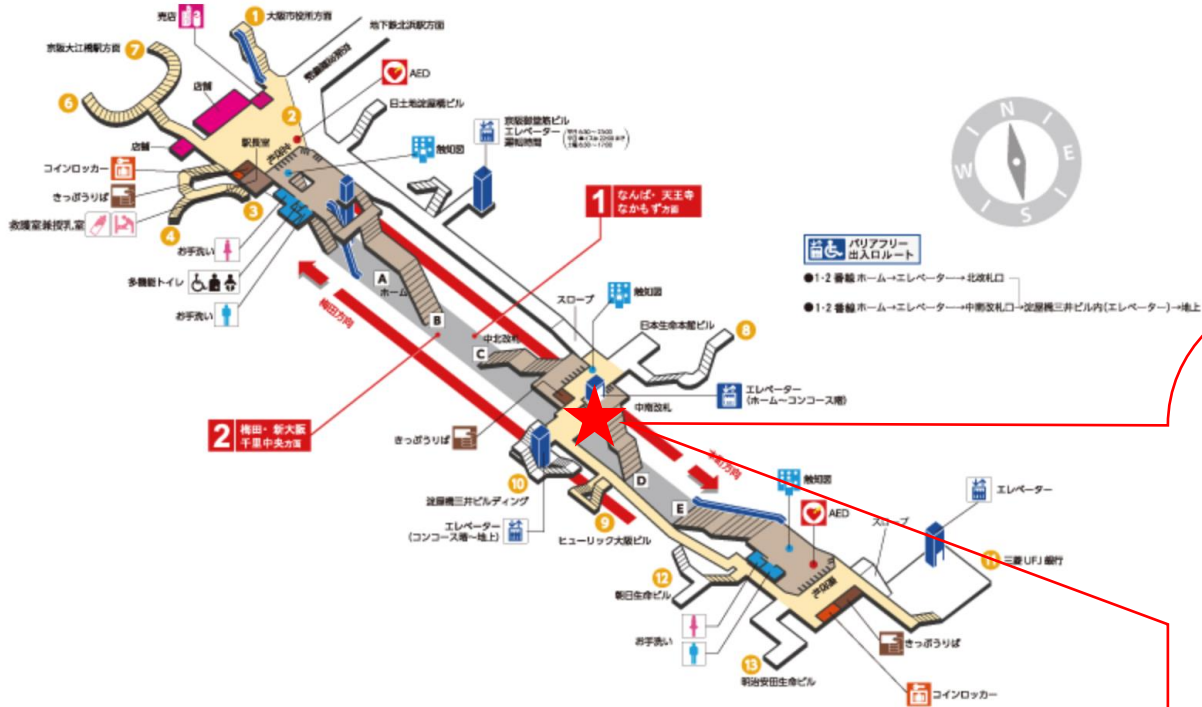 売店
1 大阪市役所方面
地下鉄北浜駅方面
京阪大江橋駅方面 7
店舗
AED
6
2
日土地淀屋橋ビル
京阪御堂筋ビル
エレベーター
運転時間
駅長室
触知図
店舗
コインロッカー
きっぷうりば
救護室兼授乳室
3
4
お手洗い
多機能トイレ
お手洗い
1 なんば・天王寺
なかもず方面
N
E
S
W
バリアフリー
出入口ルート
●1・2番線 ホーム→エレベーター→北改札口
●1・2番線 ホーム→エレベーター→中南改札口→淀屋橋三井ビル内(エレベーター)→地上
A
ホーム
梅田方向
B
中北改札
C
スロープ
触知図
日本生命本館ビル
8
エレベーター
(ホーム〜コンコース階)
中南改札
2 梅田・新大阪
千里中央方面
きっぷうりば
D
本町方向
10
淀屋橋三井ビルディング
エレベーター
(コンコース階〜地上)
9
ヒューリック大阪ビル
E
触知図
AED
エレベーター
スロープ
11 三菱UFJ銀行
12
朝日生命ビル
お手洗い
きっぷうりば
13
明治安田生命ビル
コインロッカー